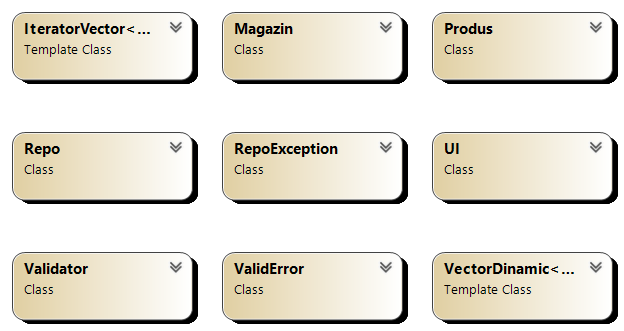 IteratorVector<...
Template Class
Magazin
Class
Produs
Class
Repo
Class
RepoException
Class
UI
Class
Validator
Class
ValidError
Class
VectorDinamic<...
Template Class